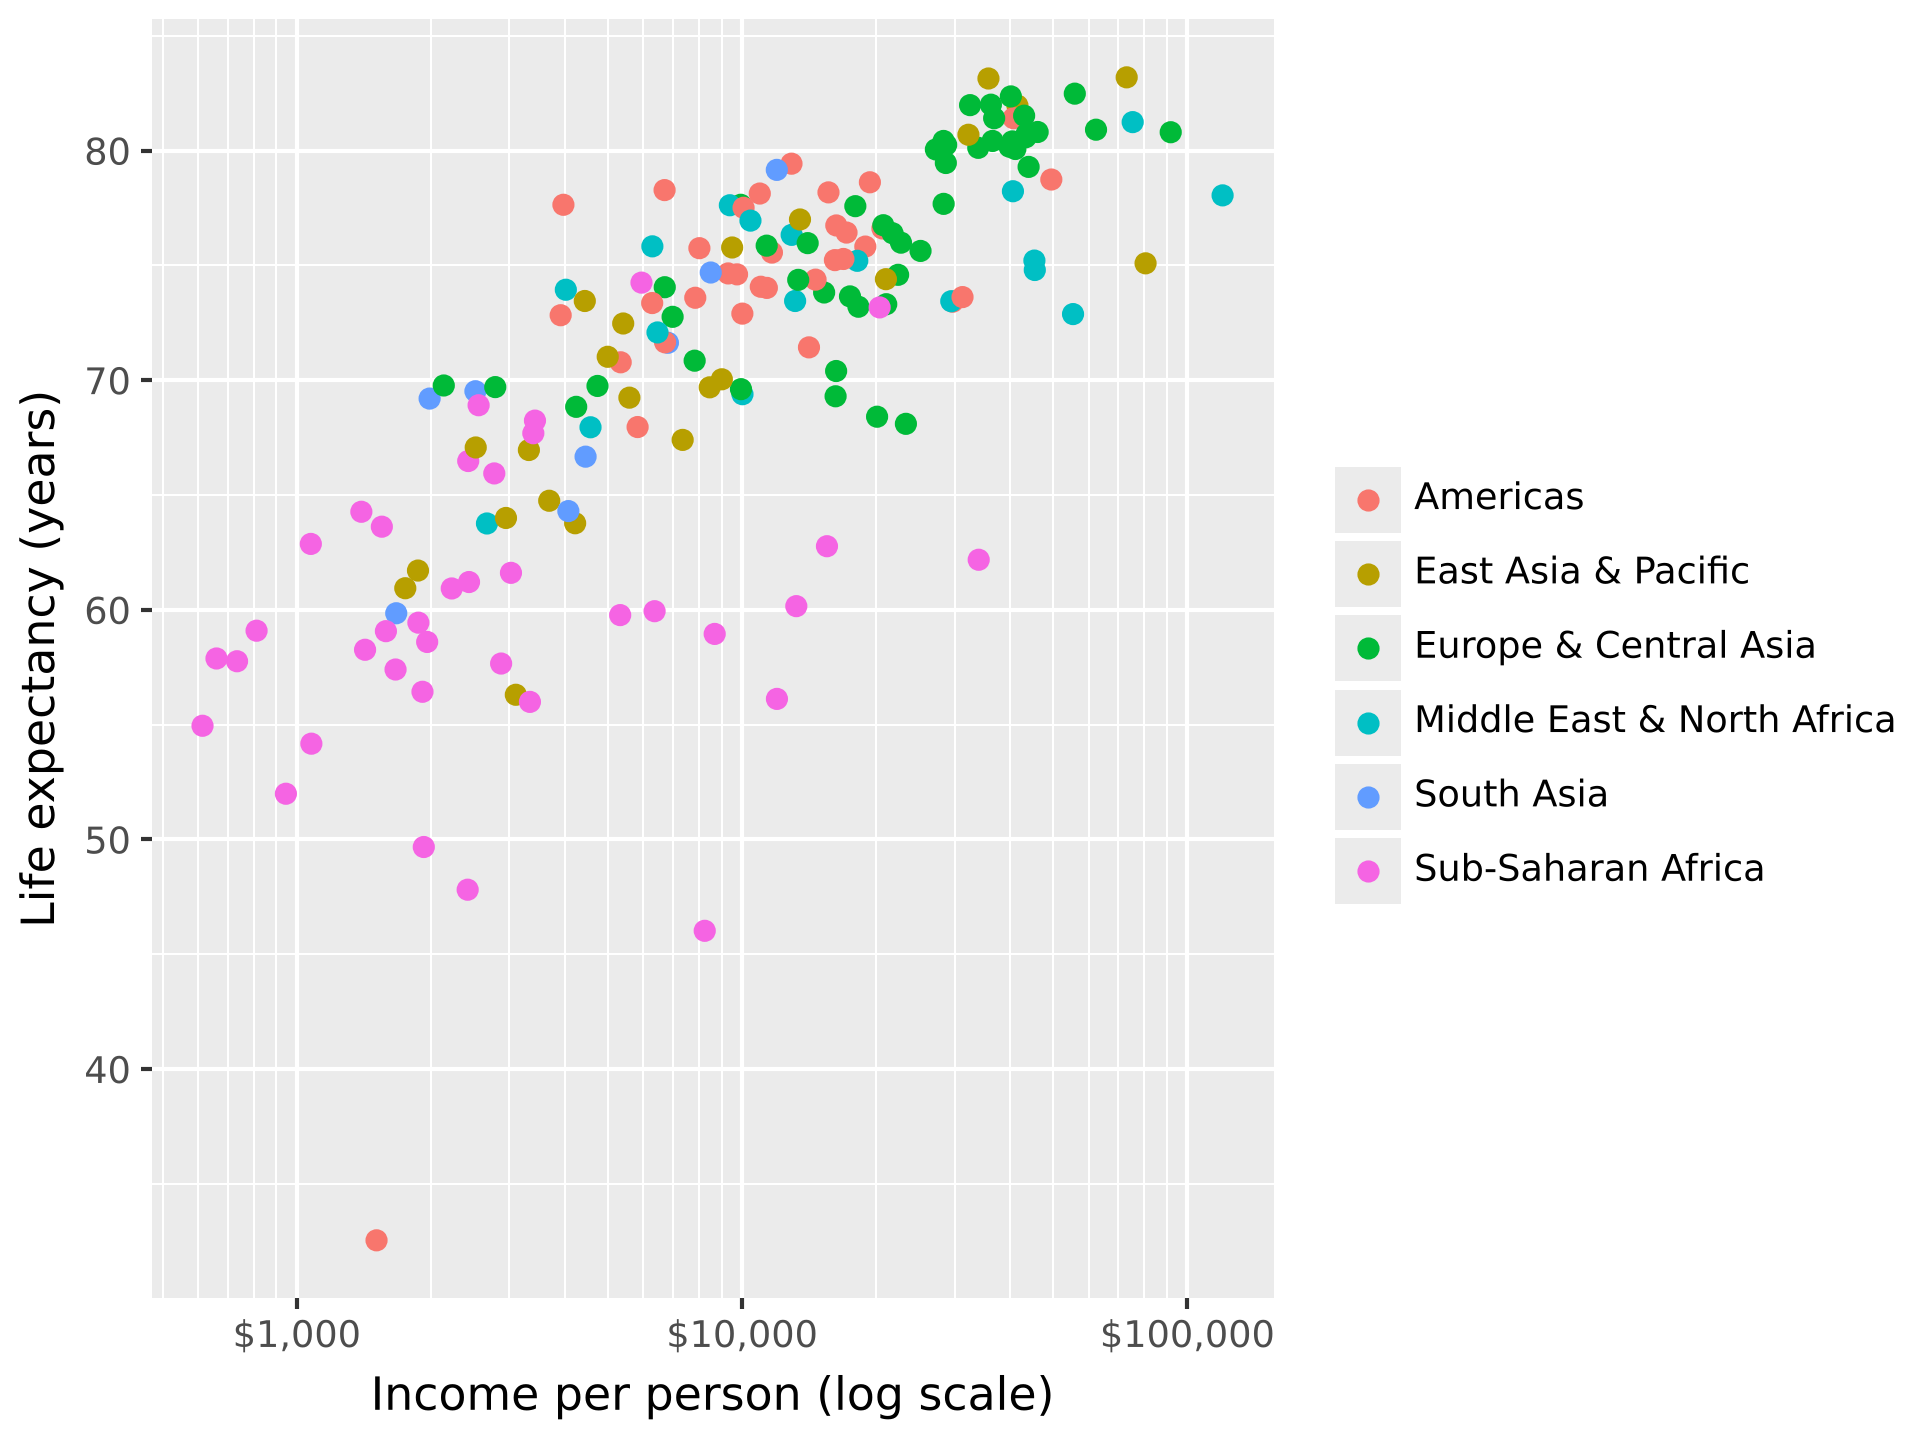 Life expectancy (years)
80
70
60
50
40
$1,000
$10,000
$100,000
Income per person (log scale)
Americas
East Asia & Pacific
Europe & Central Asia
Middle East & North Africa
South Asia
Sub-Saharan Africa